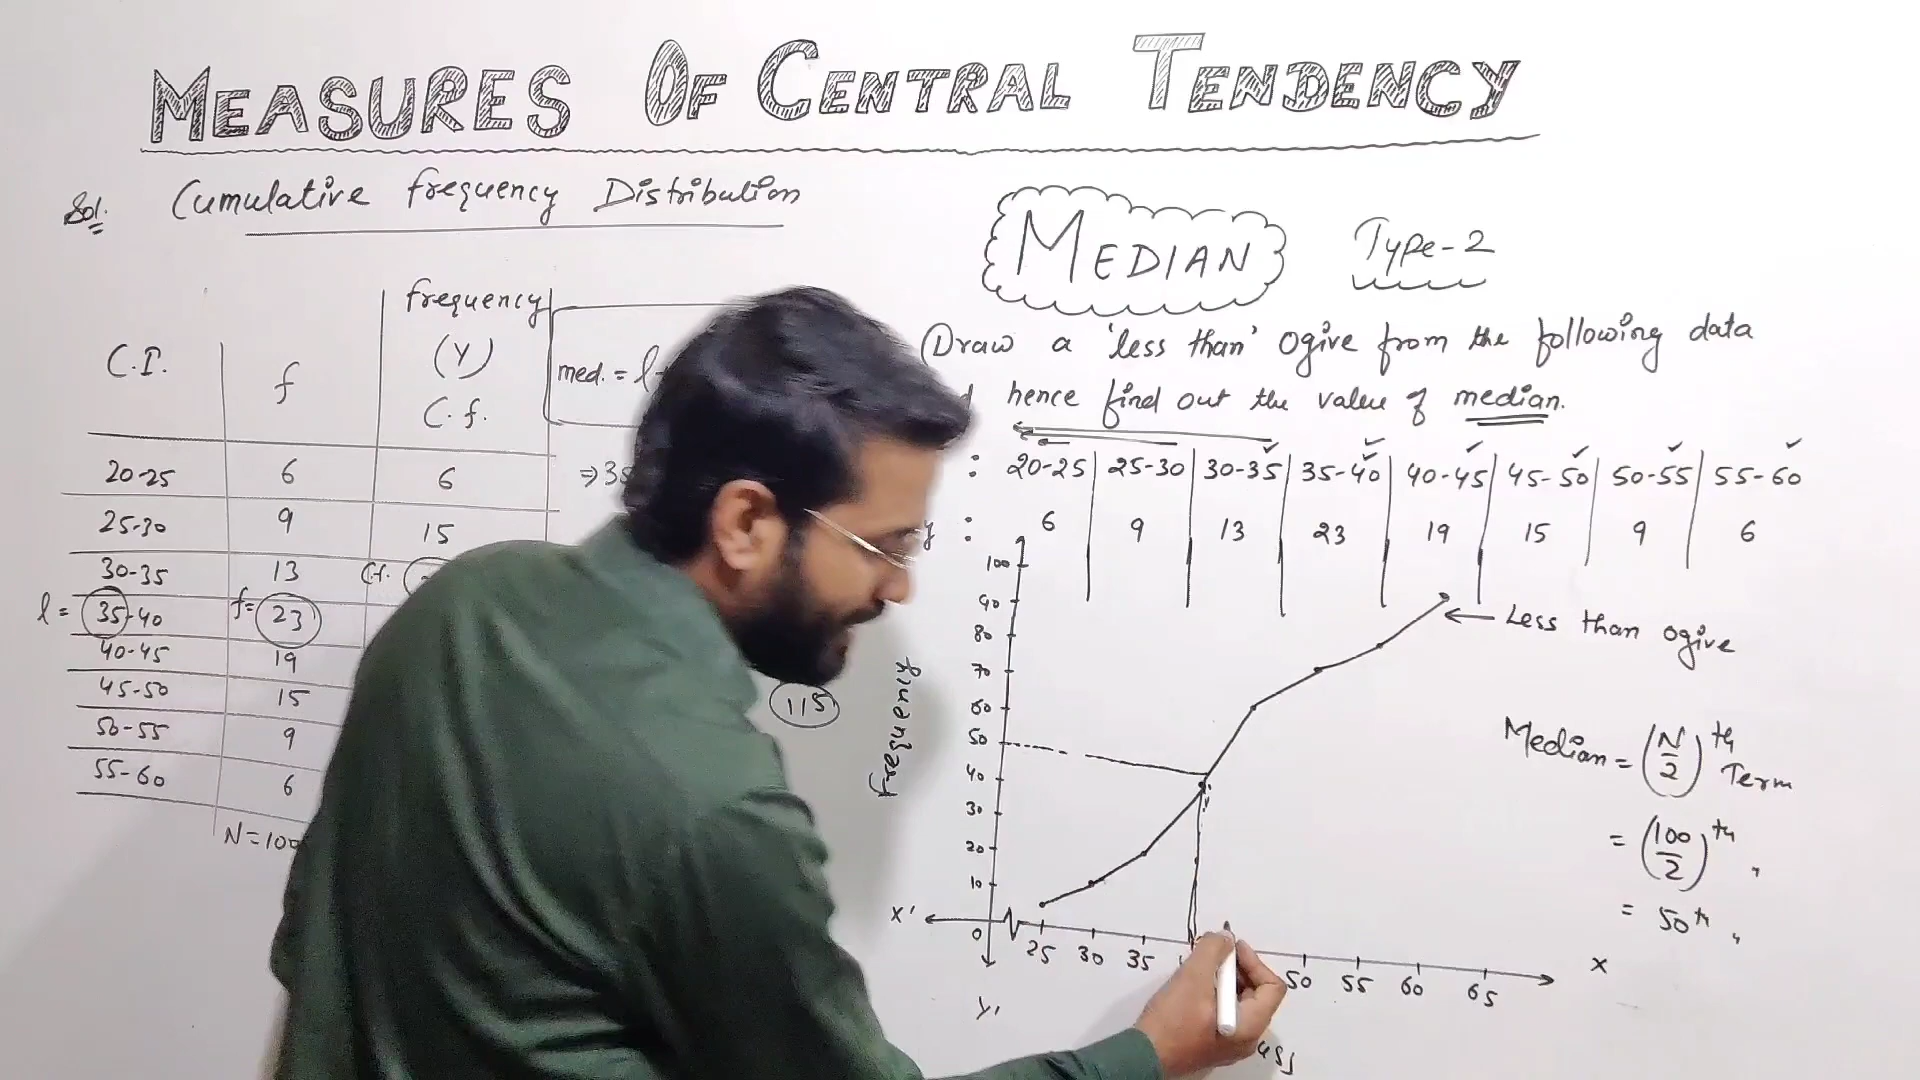 MEASURES OF CENTRAL TENDENCY
Sol. Cumulative frequency Distribution
C.I. f frequency (Y) C.f.
20-25 6 6
25-30 9 15
30-35 13 C.f.
l = 35-40 f= 23
40-45 19
45-50 15
50-55 9
55-60 6
N=100
med. = l
⇒35
115
MEDIAN Type-2
Draw a 'less than' Ogive from the following data
hence find out the value of median.
: 20-25 25-30 30-35 35-40 40-45 45-50 50-55 55-60
y : 6 9 13 23 19 15 9 6
100
90
80
70
60
50
40
30
20
10
0
frequency
← Less than ogive
X'
25 30 35 50 55 60 65
X
Y'
Median = (N/2)th Term
= (100/2)th "
= 50th "